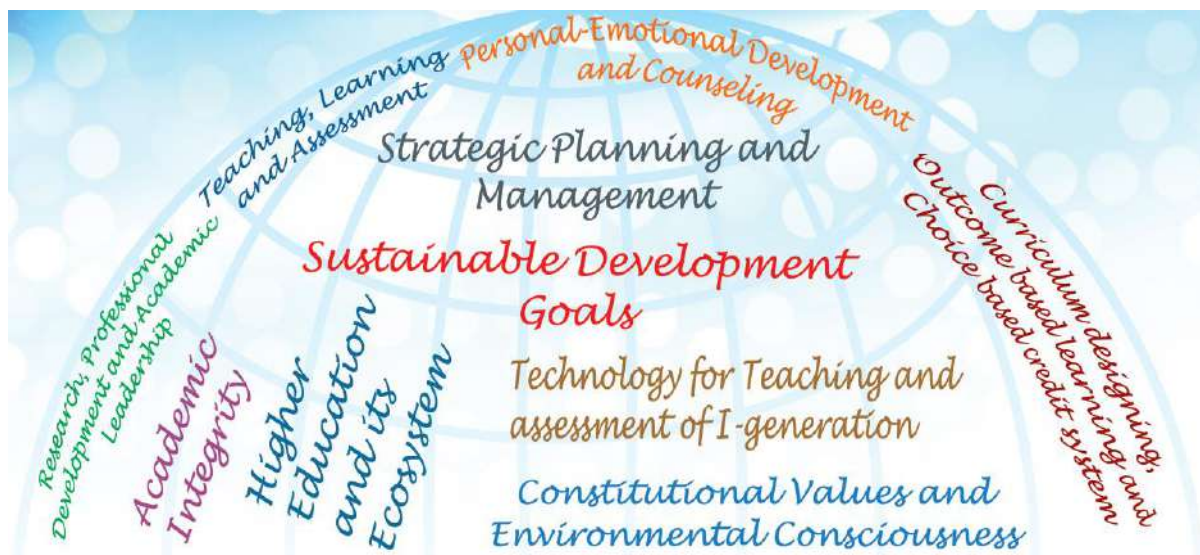 Personal-Emotional Development
and Counseling
Teaching, Learning
and Assessment
Strategic Planning and
Management
Curriculum designing,
Outcome based learning and
Choice based credit system
Research, Professional
Development and Academic
Leadership
Sustainable Development
Goals
Academic
Integrity
Higher
Education
and its
Ecosystem
Technology for Teaching and
assessment of I-generation
Constitutional Values and
Environmental Consciousness